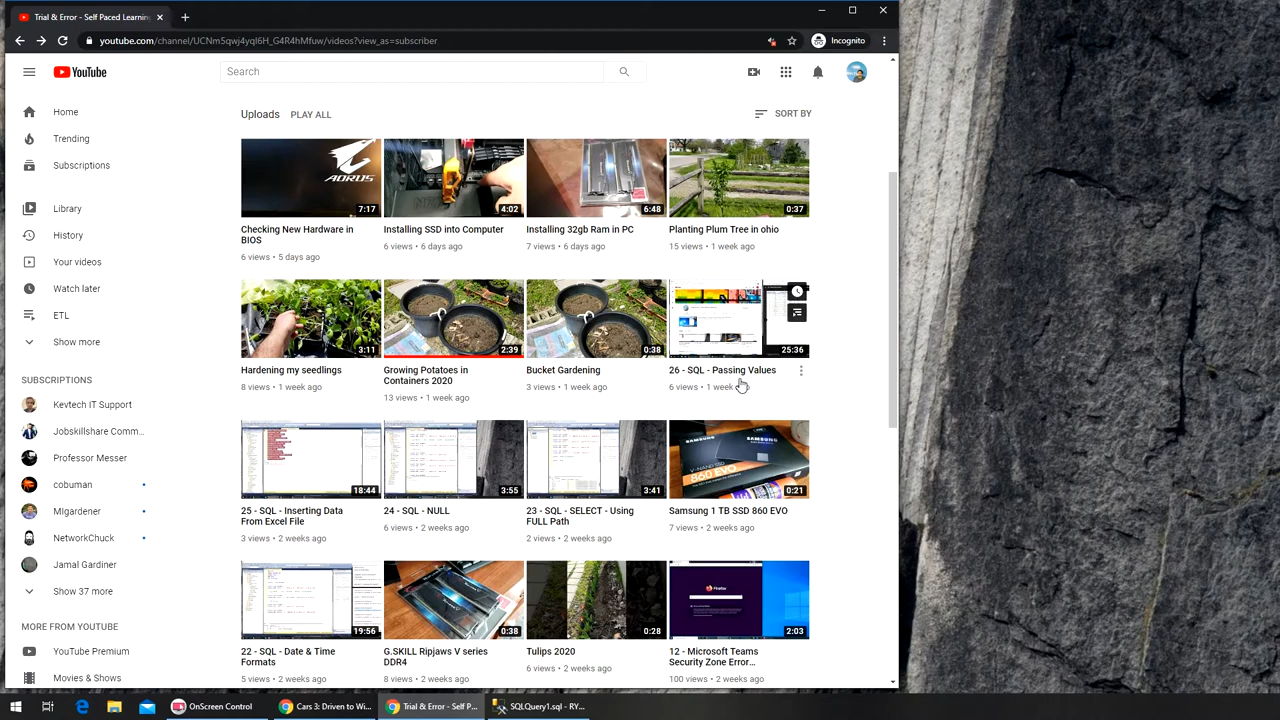 Trial & Error - Self Paced Learning
youtube.com/channel/UCNm5qwj4yqI6H_G4R4hMfuw/videos?view_as=subscriber
Incognito
YouTube
Search
Home
Trending
Subscriptions
Library
History
Your videos
Watch later
ETL
Show more
SUBSCRIPTIONS
Kevtech IT Support
Jobskillshare Comm...
Professor Messer
cobuman
MIgardener
NetworkChuck
Jamal Gardiner
Show 37 more
MORE FROM YOUTUBE
YouTube Premium
Movies & Shows
Uploads PLAY ALL
SORT BY
AORUS
7:17
4:02
6:48
0:37
Checking New Hardware in
BIOS
6 views • 5 days ago
Installing SSD into Computer
6 views • 6 days ago
Installing 32gb Ram in PC
7 views • 6 days ago
Planting Plum Tree in ohio
15 views • 1 week ago
3:11
2:39
0:38
25:36
Hardening my seedlings
8 views • 1 week ago
Growing Potatoes in
Containers 2020
13 views • 1 week ago
Bucket Gardening
3 views • 1 week ago
26 - SQL - Passing Values
6 views • 1 week
18:44
3:55
3:41
SAMSUNG
860 EVO
0:21
25 - SQL - Inserting Data
From Excel File
3 views • 2 weeks ago
24 - SQL - NULL
6 views • 2 weeks ago
23 - SQL - SELECT - Using
FULL Path
2 views • 2 weeks ago
Samsung 1 TB SSD 860 EVO
7 views • 2 weeks ago
19:56
0:38
0:28
Firefox
2:03
22 - SQL - Date & Time
Formats
5 views • 2 weeks ago
G.SKILL Ripjaws V series
DDR4
8 views • 2 weeks ago
Tulips 2020
6 views • 2 weeks ago
12 - Microsoft Teams
Security Zone Error...
100 views • 2 weeks ago
OnScreen Control
Cars 3: Driven to Wi...
Trial & Error - Self P...
SQLQuery1.sql - RY...